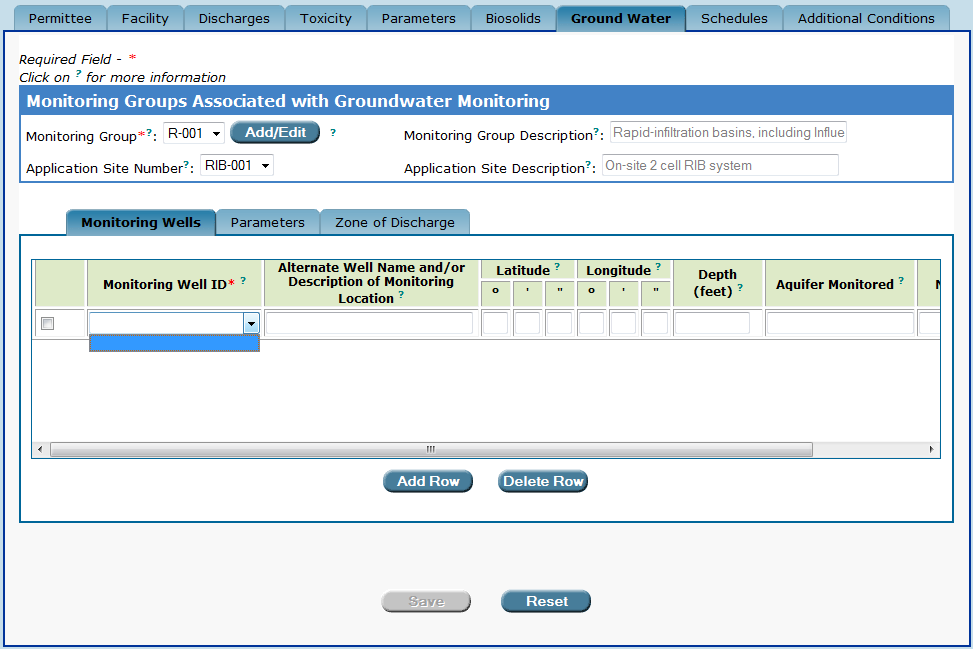 Permittee Facility Discharges Toxicity Parameters Biosolids Ground Water Schedules Additional Conditions
Required Field - *
Click on ? for more information
Monitoring Groups Associated with Groundwater Monitoring
Monitoring Group*?: R-001 Add/Edit ? Monitoring Group Description?: Rapid-infiltration basins, including Influe
Application Site Number?: RIB-001 Application Site Description?: On-site 2 cell RIB system
Monitoring Wells Parameters Zone of Discharge
Monitoring Well ID* ?
Alternate Well Name and/or
Description of Monitoring
Location ?
Latitude ?
o ' "
Longitude ?
o ' "
Depth
(feet) ?
Aquifer Monitored ?
Add Row Delete Row
Save Reset